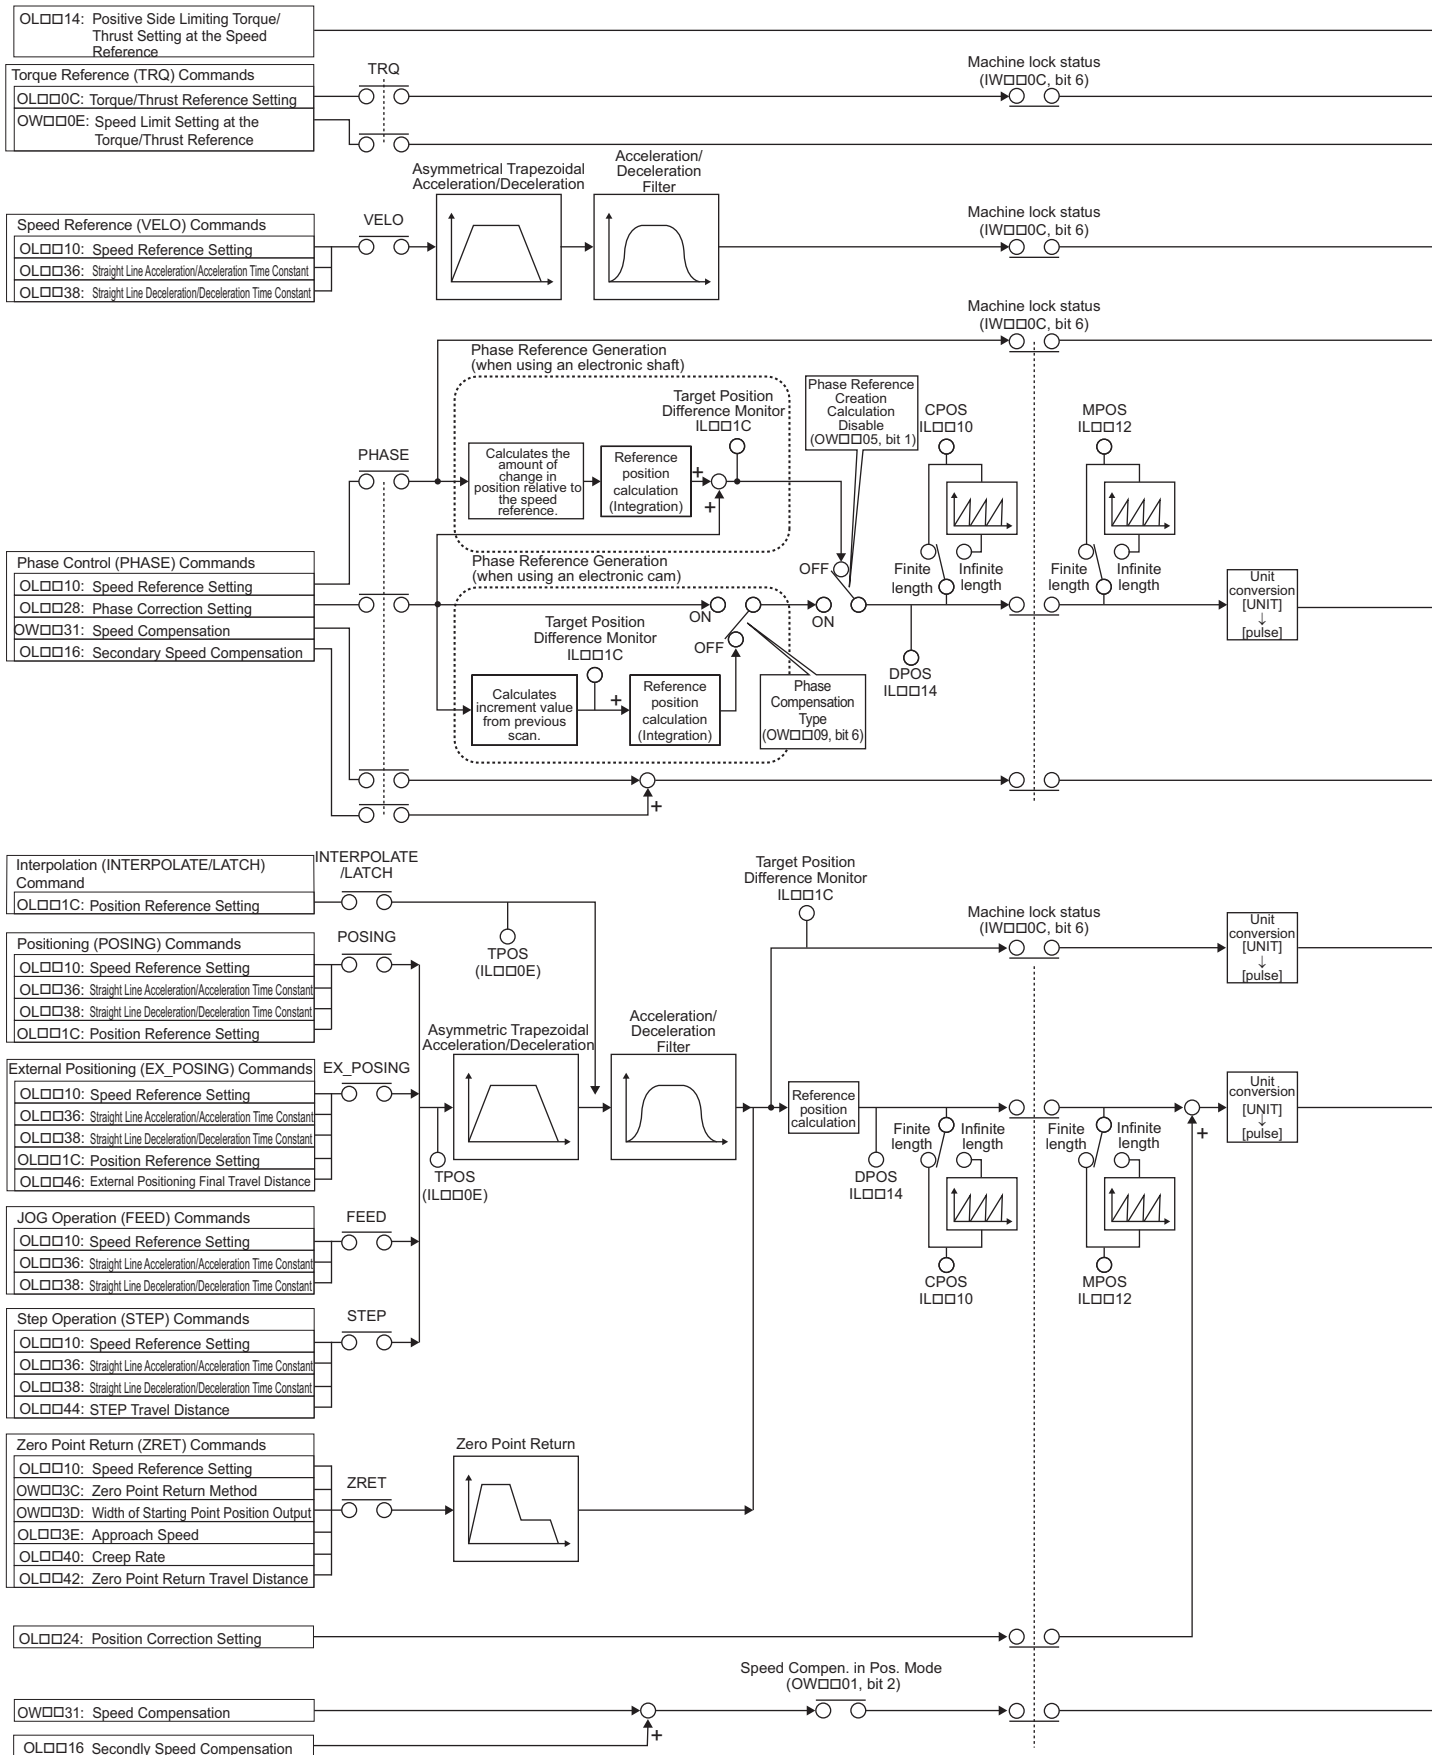 OL□□14: Positive Side Limiting Torque/
Thrust Setting at the Speed
Reference
Torque Reference (TRQ) Commands
OL□□0C: Torque/Thrust Reference Setting
OW□□0E: Speed Limit Setting at the
Torque/Thrust Reference
TRQ
Machine lock status
(IW□□0C, bit 6)
Asymmetrical Trapezoidal
Acceleration/Deceleration
Acceleration/
Deceleration
Filter
Speed Reference (VELO) Commands
OL□□10: Speed Reference Setting
OL□□36: Straight Line Acceleration/Acceleration Time Constant
OL□□38: Straight Line Deceleration/Deceleration Time Constant
VELO
Machine lock status
(IW□□0C, bit 6)
Machine lock status
(IW□□0C, bit 6)
Phase Reference Generation
(when using an electronic shaft)
Target Position
Difference Monitor
IL□□1C
Phase Reference
Creation
Calculation
Disable
(OW□□05, bit 1)
CPOS
IL□□10
MPOS
IL□□12
PHASE
Calculates the
amount of
change in
position relative to
the speed
reference.
Reference
position
calculation
(Integration)
+
+
Phase Control (PHASE) Commands
OL□□10: Speed Reference Setting
OL□□28: Phase Correction Setting
OW□□31: Speed Compensation
OL□□16: Secondary Speed Compensation
Phase Reference Generation
(when using an electronic cam)
OFF
Finite
length
Infinite
length
Finite
length
Infinite
length
Unit
conversion
[UNIT]
↓
[pulse]
ON
ON
Target Position
Difference Monitor
IL□□1C
OFF
DPOS
IL□□14
Calculates
increment value
from previous
scan.
+
Reference
position
calculation
(Integration)
Phase
Compensation
Type
(OW□□09, bit 6)
+
Interpolation (INTERPOLATE/LATCH)
Command
OL□□1C: Position Reference Setting
INTERPOLATE
/LATCH
Target Position
Difference Monitor
IL□□1C
Machine lock status
(IW□□0C, bit 6)
Unit
conversion
[UNIT]
↓
[pulse]
Positioning (POSING) Commands
OL□□10: Speed Reference Setting
OL□□36: Straight Line Acceleration/Acceleration Time Constant
OL□□38: Straight Line Deceleration/Deceleration Time Constant
OL□□1C: Position Reference Setting
POSING
TPOS
(IL□□0E)
Asymmetric Trapezoidal
Acceleration/Deceleration
Acceleration/
Deceleration
Filter
External Positioning (EX_POSING) Commands
OL□□10: Speed Reference Setting
OL□□36: Straight Line Acceleration/Acceleration Time Constant
OL□□38: Straight Line Deceleration/Deceleration Time Constant
OL□□1C: Position Reference Setting
OL□□46: External Positioning Final Travel Distance
EX_POSING
TPOS
(IL□□0E)
Reference
position
calculation
DPOS
IL□□14
Finite
length
Infinite
length
Finite
length
Infinite
length
+
Unit
conversion
[UNIT]
↓
[pulse]
CPOS
IL□□10
MPOS
IL□□12
JOG Operation (FEED) Commands
OL□□10: Speed Reference Setting
OL□□36: Straight Line Acceleration/Acceleration Time Constant
OL□□38: Straight Line Deceleration/Deceleration Time Constant
FEED
Step Operation (STEP) Commands
OL□□10: Speed Reference Setting
OL□□36: Straight Line Acceleration/Acceleration Time Constant
OL□□38: Straight Line Deceleration/Deceleration Time Constant
OL□□44: STEP Travel Distance
STEP
Zero Point Return (ZRET) Commands
OL□□10: Speed Reference Setting
OW□□3C: Zero Point Return Method
OW□□3D: Width of Starting Point Position Output
OL□□3E: Approach Speed
OL□□40: Creep Rate
OL□□42: Zero Point Return Travel Distance
ZRET
Zero Point Return
OL□□24: Position Correction Setting
Speed Compen. in Pos. Mode
(OW□□01, bit 2)
OW□□31: Speed Compensation
+
OL□□16 Secondly Speed Compensation